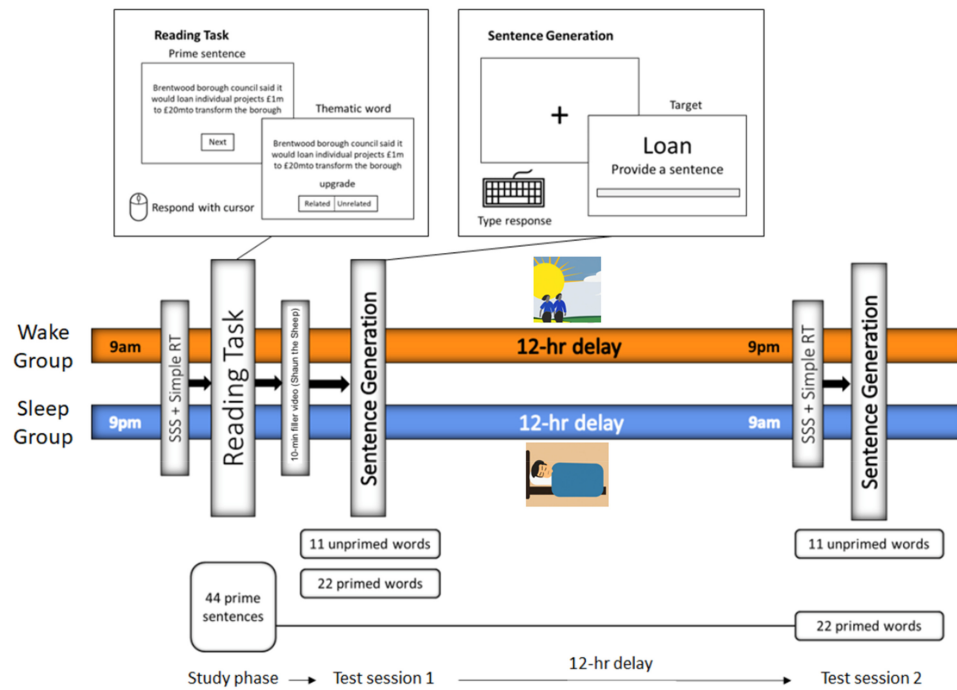 Reading Task
Prime sentence
Brentwood borough council said it
would loan individual projects £1m
to £20mto transform the borough
Next
Thematic word
Brentwood borough council said it
would loan individual projects £1m
to £20mto transform the borough
upgrade
Related Unrelated
Respond with cursor
Sentence Generation
+
Target
Loan
Provide a sentence
Type response
Wake
Group
9am
12-hr delay
9pm
Sleep
Group
9pm
12-hr delay
9am
SSS + Simple RT
Reading Task
10-min filler video (Shaun the Sheep)
Sentence Generation
SSS + Simple RT
Sentence Generation
11 unprimed words
22 primed words
11 unprimed words
44 prime
sentences
22 primed words
Study phase
Test session 1
12-hr delay
Test session 2